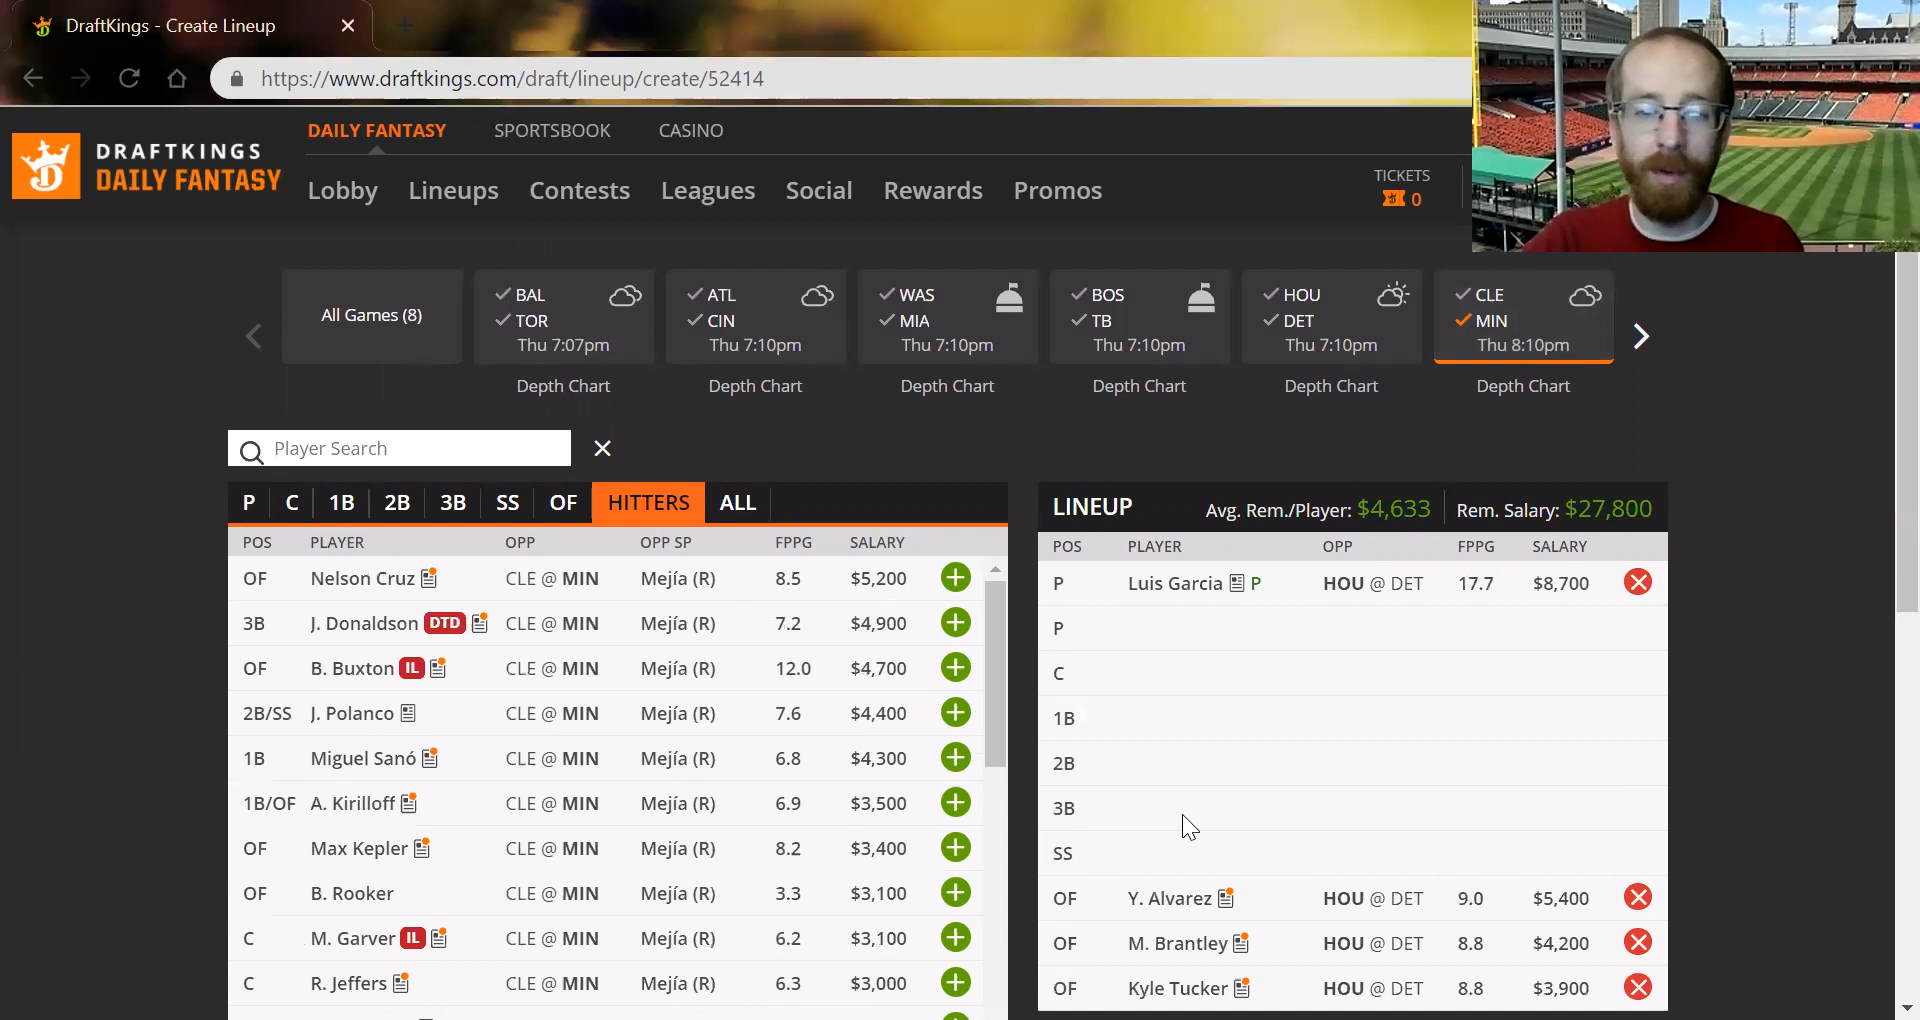 DraftKings - Create Lineup
https://www.draftkings.com/draft/lineup/create/52414
DRAFTKINGS
DAILY FANTASY
DAILY FANTASY SPORTSBOOK CASINO
Lobby Lineups Contests Leagues Social Rewards Promos
TICKETS
0
All Games (8)
BAL
TOR
Thu 7:07pm
Depth Chart
ATL
CIN
Thu 7:10pm
Depth Chart
WAS
MIA
Thu 7:10pm
Depth Chart
BOS
TB
Thu 7:10pm
Depth Chart
HOU
DET
Thu 7:10pm
Depth Chart
CLE
MIN
Thu 8:10pm
Depth Chart
Player Search
P C 1B 2B 3B SS OF HITTERS ALL
POS PLAYER OPP OPP SP FPPG SALARY
OF Nelson Cruz CLE @ MIN Mejía (R) 8.5 $5,200
3B J. Donaldson DTD CLE @ MIN Mejía (R) 7.2 $4,900
OF B. Buxton IL CLE @ MIN Mejía (R) 12.0 $4,700
2B/SS J. Polanco CLE @ MIN Mejía (R) 7.6 $4,400
1B Miguel Sanó CLE @ MIN Mejía (R) 6.8 $4,300
1B/OF A. Kirilloff CLE @ MIN Mejía (R) 6.9 $3,500
OF Max Kepler CLE @ MIN Mejía (R) 8.2 $3,400
OF B. Rooker CLE @ MIN Mejía (R) 3.3 $3,100
C M. Garver IL CLE @ MIN Mejía (R) 6.2 $3,100
C R. Jeffers CLE @ MIN Mejía (R) 6.3 $3,000
LINEUP Avg. Rem./Player: $4,633 Rem. Salary: $27,800
POS PLAYER OPP FPPG SALARY
P Luis Garcia P HOU @ DET 17.7 $8,700
P
C
1B
2B
3B
SS
OF Y. Alvarez HOU @ DET 9.0 $5,400
OF M. Brantley HOU @ DET 8.8 $4,200
OF Kyle Tucker HOU @ DET 8.8 $3,900